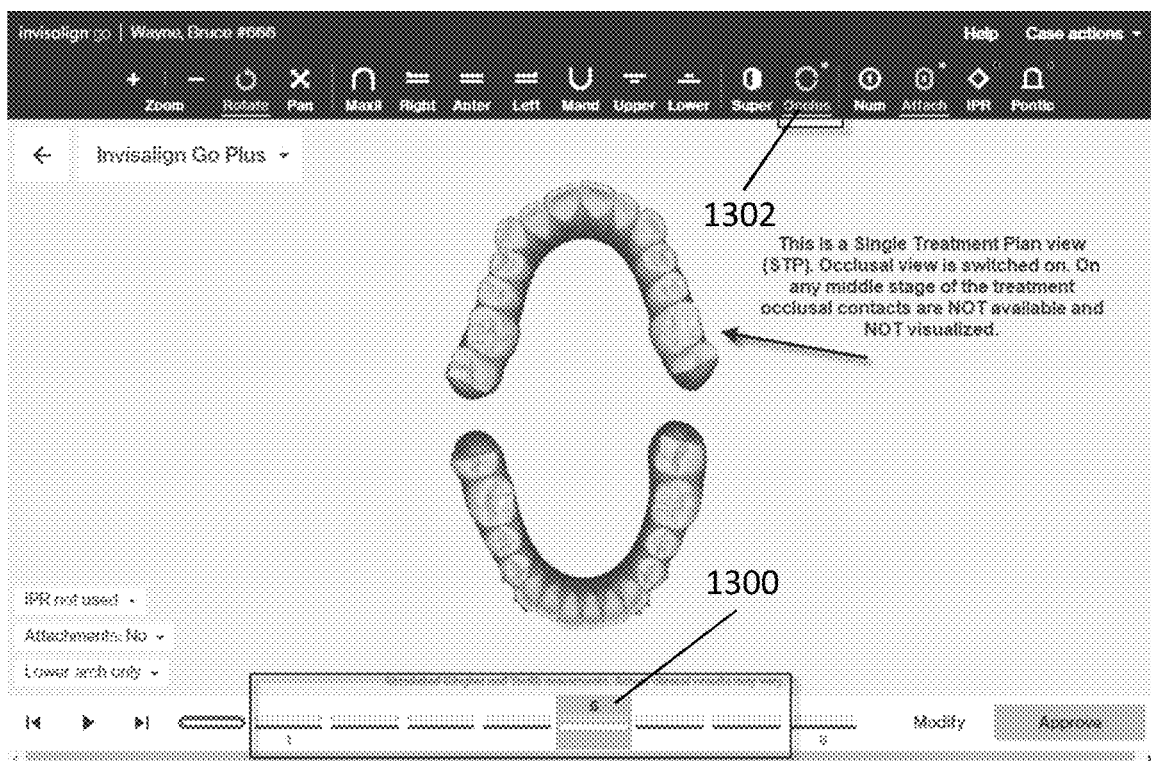 invisalign go | Wayne, Bruce #666
Help Case actions
Zoom Rotate Pan Maxil Right Anter Left Mand Upper Lower Super Occlus Num Attach IPR Pontic
Invisalign Go Plus
1302
This is a Single Treatment Plan view
(STP). Occlusal view is switched on. On
any middle stage of the treatment
occlusal contacts are NOT available and
NOT visualized.
1300
IPR not used
Attachments: No
Lower arch only
1
Modify
Approve